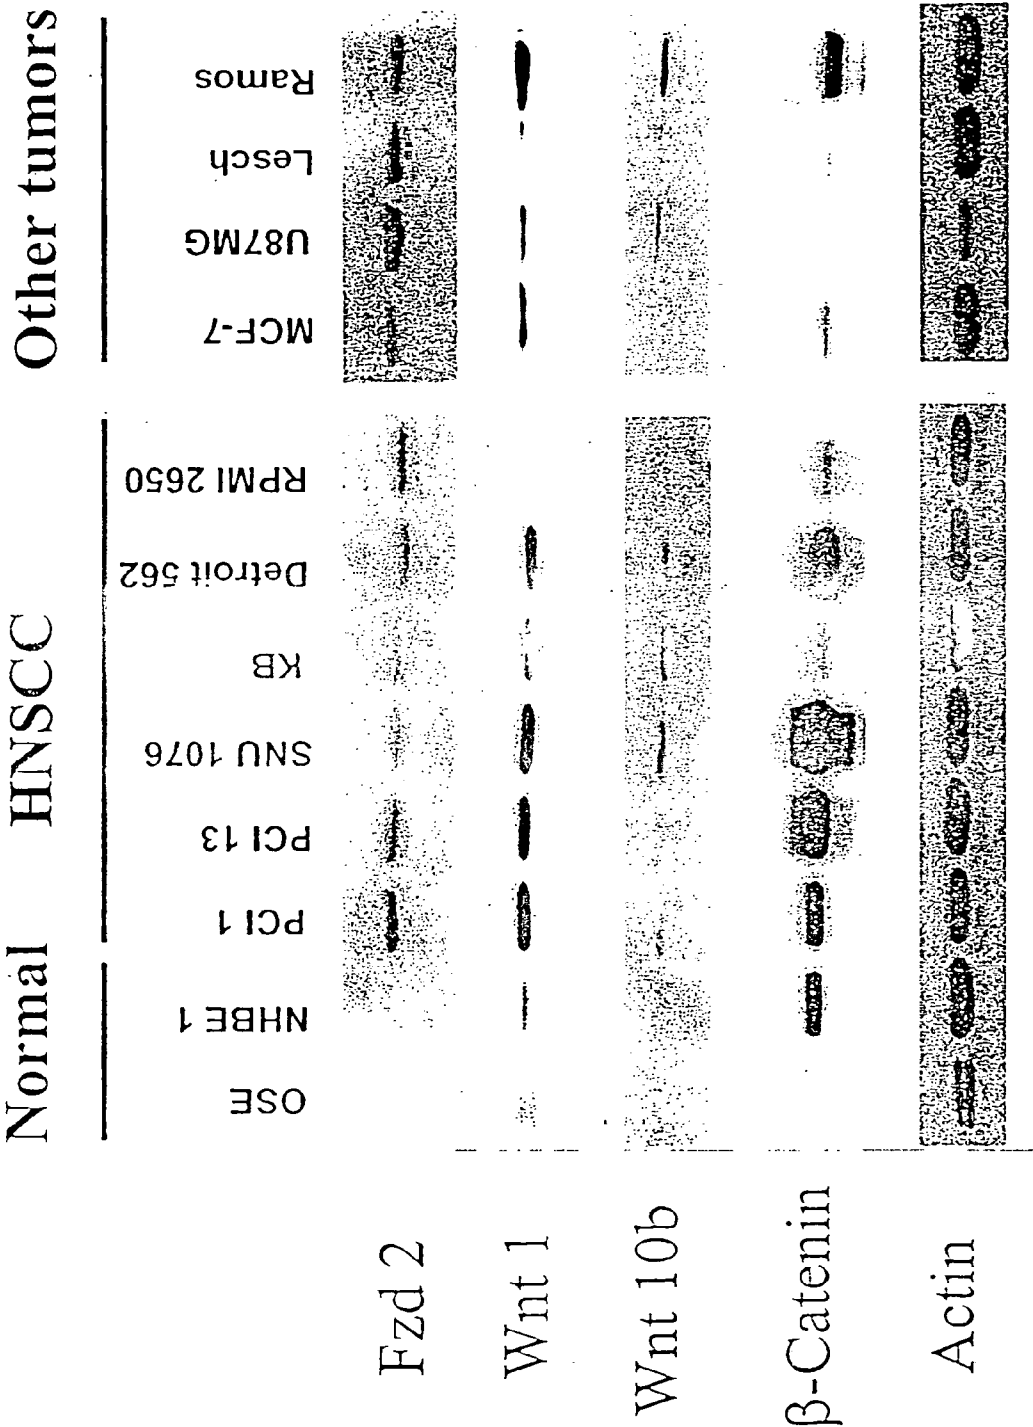 Normal HNSCC Other tumors
OSE NHBE 1 PCI 1 PCI 13 SNU 1076 KB Detroit 562 RPMI 2650 MCF-7 U87MG Lesch Ramos
Fzd 2
Wnt 1
Wnt 10b
β-Catenin
Actin